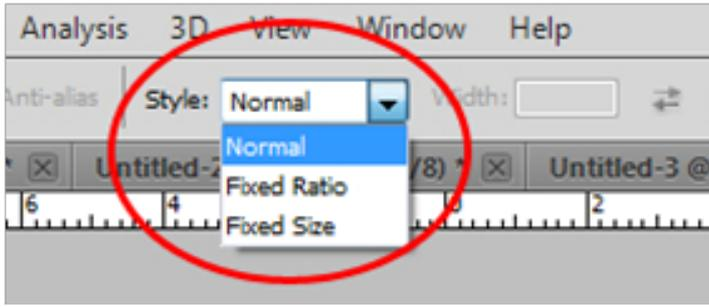 Analysis 3D View Window Help
Anti-alias Style: Normal Width:
Normal
* Untitled-2 /8) * Untitled-3 @
Fixed Ratio
6 4 0 2
Fixed Size